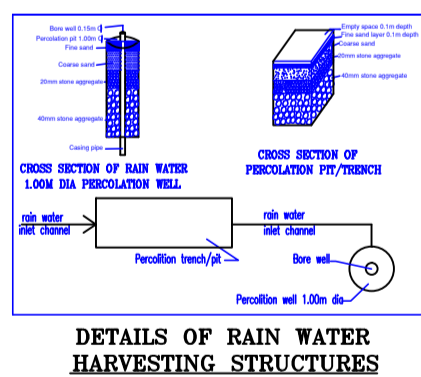 Bore well 0.15m
Percolation pit 1.00m
Fine sand
Coarse sand
20mm stone aggregate
40mm stone aggregate
Casing pipe
CROSS SECTION OF RAIN WATER
1.00M DIA PERCOLATION WELL
Empty space 0.1m depth
Fine sand layer 0.1m depth
Coarse sand
20mm stone aggregate
40mm stone aggregate
CROSS SECTION OF
PERCOLATION PIT/TRENCH
rain water
inlet channel
Percolition trench/pit
rain water
inlet channel
Bore well
Percolition well 1.00m dia
DETAILS OF RAIN WATER
HARVESTING STRUCTURES